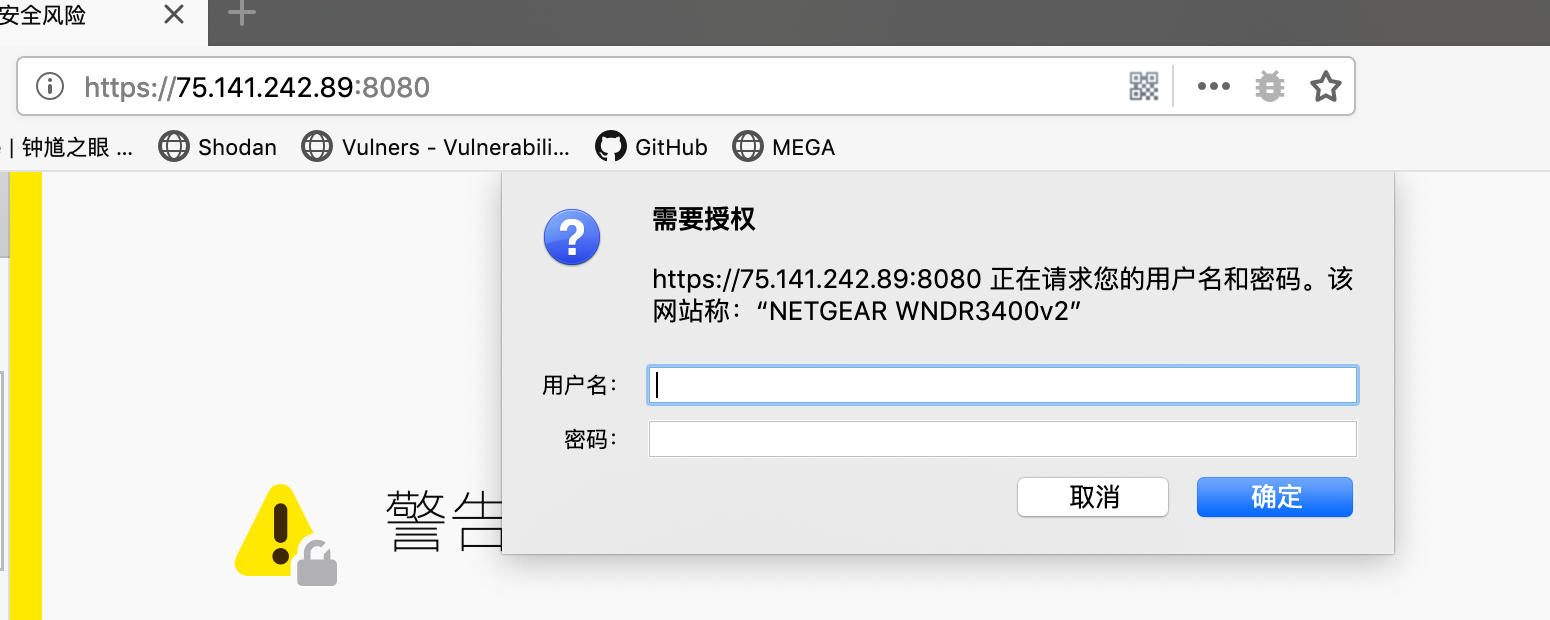 安全风险
https://75.141.242.89:8080
| 钟馗之眼 ...
Shodan
Vulners - Vulnerabili...
GitHub
MEGA
需要授权
https://75.141.242.89:8080 正在请求您的用户名和密码。该
网站称：“NETGEAR WNDR3400v2”
用户名：
密码：
取消
确定
警告